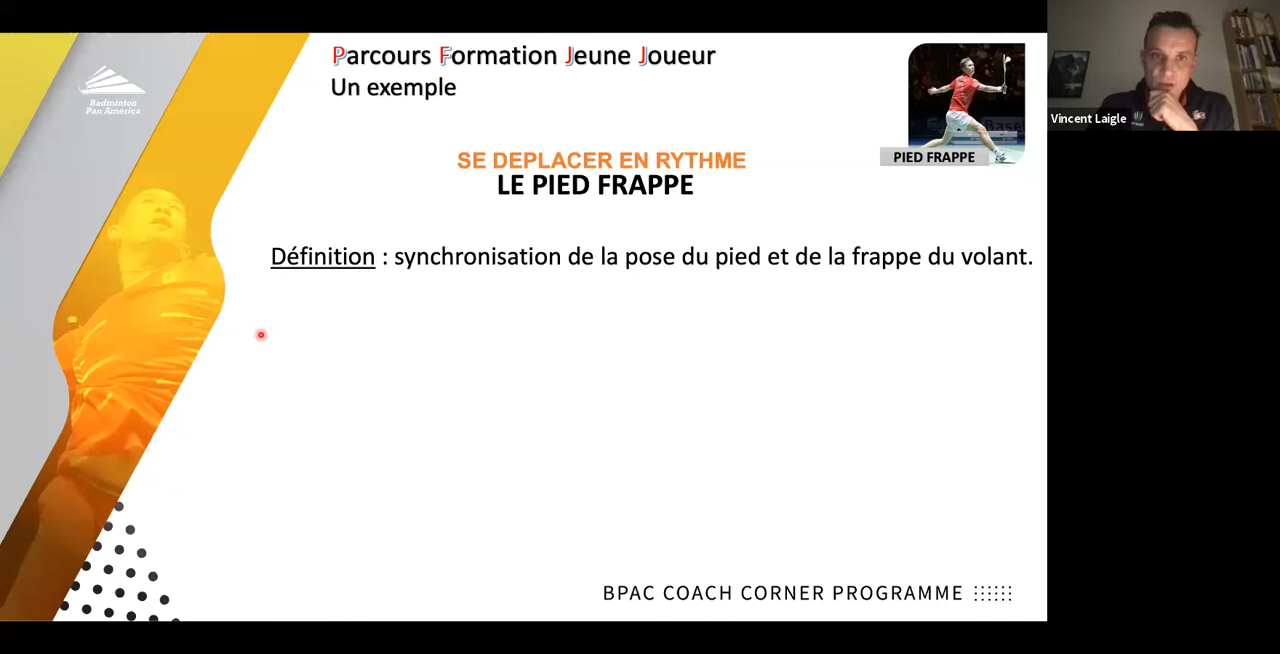 Parcours Formation Jeune Joueur
Un exemple
Badminton
Pan America
PIED FRAPPE
Vincent Laigle
SE DEPLACER EN RYTHME
LE PIED FRAPPE
Définition : synchronisation de la pose du pied et de la frappe du volant.
BPAC COACH CORNER PROGRAMME